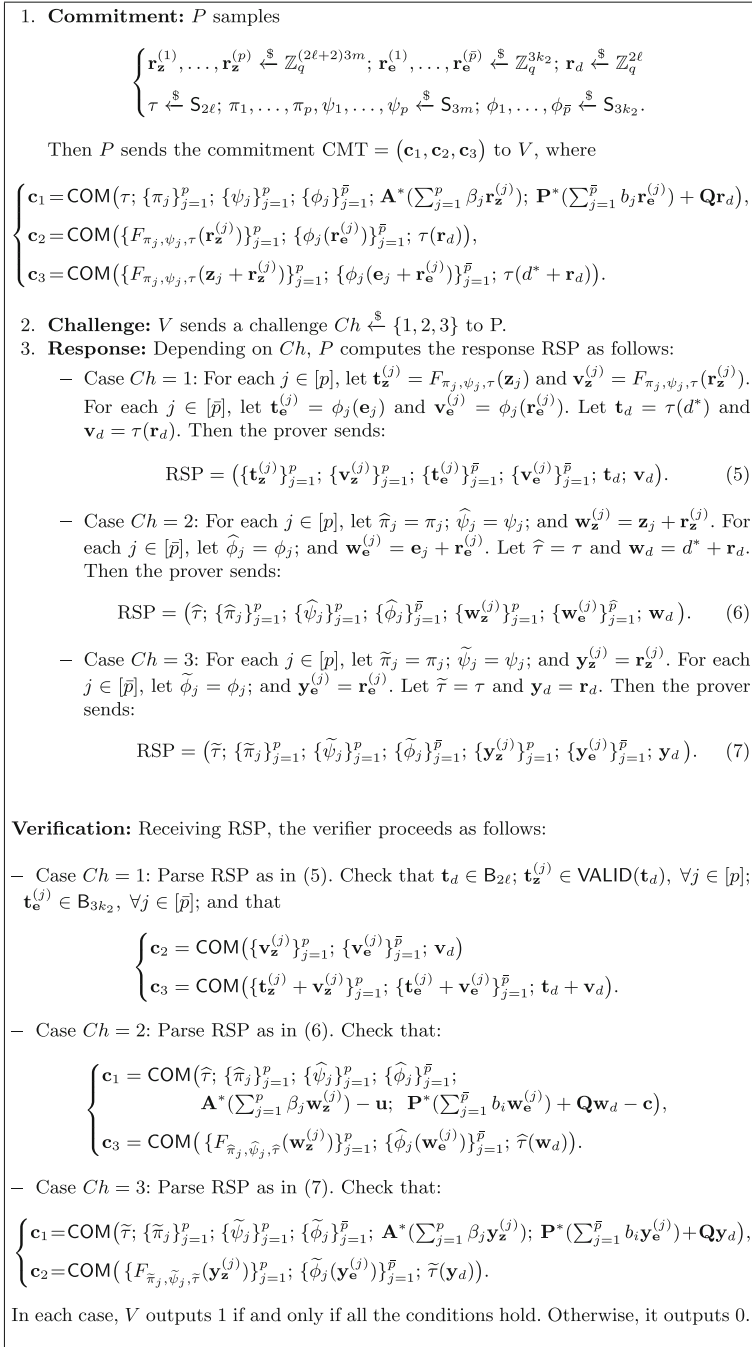 1. Commitment: P samples
{ r_z^{(1)}, . . . , r_z^{(p)} ←$ Z_q^{(2ℓ+2)3m}; r_e^{(1)}, . . . , r_e^{(p̄)} ←$ Z_q^{3k_2}; r_d ←$ Z_q^{2ℓ}
τ ←$ S_{2ℓ}; π_1, . . . , π_p, ψ_1, . . . , ψ_p ←$ S_{3m}; φ_1, . . . , φ_{p̄} ←$ S_{3k_2}.
Then P sends the commitment CMT = (c_1, c_2, c_3) to V, where
{ c_1 = COM(τ; {π_j}_{j=1}^p; {ψ_j}_{j=1}^p; {φ_j}_{j=1}^{p̄}; A*(∑_{j=1}^p β_j r_z^{(j)}); P*(∑_{j=1}^{p̄} b_j r_e^{(j)}) + Qr_d),
c_2 = COM({F_{π_j,ψ_j,τ}(r_z^{(j)})}_{j=1}^p; {φ_j(r_e^{(j)})}_{j=1}^{p̄}; τ(r_d)),
c_3 = COM({F_{π_j,ψ_j,τ}(z_j + r_z^{(j)})}_{j=1}^p; {φ_j(e_j + r_e^{(j)})}_{j=1}^{p̄}; τ(d* + r_d)).
2. Challenge: V sends a challenge Ch ←$ {1, 2, 3} to P.
3. Response: Depending on Ch, P computes the response RSP as follows:
– Case Ch = 1: For each j ∈ [p], let t_z^{(j)} = F_{π_j,ψ_j,τ}(z_j) and v_z^{(j)} = F_{π_j,ψ_j,τ}(r_z^{(j)}).
For each j ∈ [p̄], let t_e^{(j)} = φ_j(e_j) and v_e^{(j)} = φ_j(r_e^{(j)}). Let t_d = τ(d*) and
v_d = τ(r_d). Then the prover sends:
RSP = ({t_z^{(j)}}_{j=1}^p; {v_z^{(j)}}_{j=1}^p; {t_e^{(j)}}_{j=1}^{p̄}; {v_e^{(j)}}_{j=1}^{p̄}; t_d; v_d). (5)
– Case Ch = 2: For each j ∈ [p], let π̂_j = π_j; ψ̂_j = ψ_j; and w_z^{(j)} = z_j + r_z^{(j)}. For
each j ∈ [p̄], let φ̂_j = φ_j; and w_e^{(j)} = e_j + r_e^{(j)}. Let τ̂ = τ and w_d = d* + r_d.
Then the prover sends:
RSP = (τ̂; {π̂_j}_{j=1}^p; {ψ̂_j}_{j=1}^p; {φ̂_j}_{j=1}^{p̄}; {w_z^{(j)}}_{j=1}^p; {w_e^{(j)}}_{j=1}^{p̂}; w_d). (6)
– Case Ch = 3: For each j ∈ [p], let π̃_j = π_j; ψ̃_j = ψ_j; and y_z^{(j)} = r_z^{(j)}. For each
j ∈ [p̄], let φ̃_j = φ_j; and y_e^{(j)} = r_e^{(j)}. Let τ̃ = τ and y_d = r_d. Then the prover
sends:
RSP = (τ̃; {π̃_j}_{j=1}^p; {ψ̃_j}_{j=1}^p; {φ̃_j}_{j=1}^{p̄}; {y_z^{(j)}}_{j=1}^p; {y_e^{(j)}}_{j=1}^{p̄}; y_d). (7)
Verification: Receiving RSP, the verifier proceeds as follows:
– Case Ch = 1: Parse RSP as in (5). Check that t_d ∈ B_{2ℓ}; t_z^{(j)} ∈ VALID(t_d), ∀j ∈ [p];
t_e^{(j)} ∈ B_{3k_2}, ∀j ∈ [p̄]; and that
{ c_2 = COM({v_z^{(j)}}_{j=1}^p; {v_e^{(j)}}_{j=1}^{p̄}; v_d)
c_3 = COM({t_z^{(j)} + v_z^{(j)}}_{j=1}^p; {t_e^{(j)} + v_e^{(j)}}_{j=1}^{p̄}; t_d + v_d).
– Case Ch = 2: Parse RSP as in (6). Check that:
{ c_1 = COM(τ̂; {π̂_j}_{j=1}^p; {ψ̂_j}_{j=1}^p; {φ̂_j}_{j=1}^{p̄};
A*(∑_{j=1}^p β_j w_z^{(j)}) − u; P*(∑_{j=1}^{p̄} b_i w_e^{(j)}) + Qw_d − c),
c_3 = COM( {F_{π̂_j,ψ̂_j,τ̂}(w_z^{(j)})}_{j=1}^p; {φ̂_j(w_e^{(j)})}_{j=1}^{p̄}; τ̂(w_d)).
– Case Ch = 3: Parse RSP as in (7). Check that:
{ c_1 = COM(τ̃; {π̃_j}_{j=1}^p; {ψ̃_j}_{j=1}^p; {φ̃_j}_{j=1}^{p̄}; A*(∑_{j=1}^p β_j y_z^{(j)}); P*(∑_{j=1}^{p̄} b_i y_e^{(j)})+Qy_d),
c_2 = COM( {F_{π̃_j,ψ̃_j,τ̃}(y_z^{(j)})}_{j=1}^p; {φ̃_j(y_e^{(j)})}_{j=1}^{p̄}; τ̃(y_d)).
In each case, V outputs 1 if and only if all the conditions hold. Otherwise, it outputs 0.